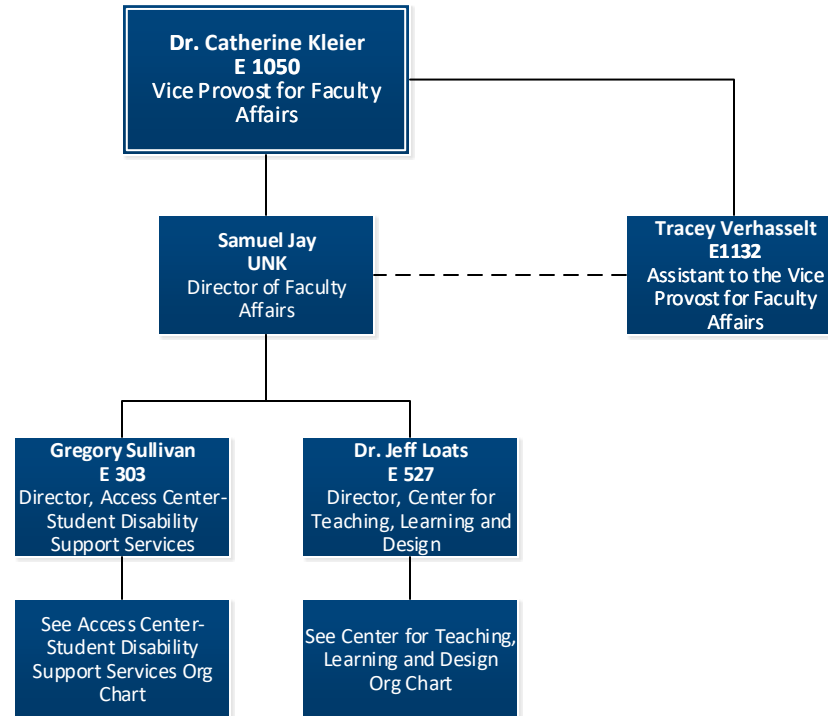 Dr. Catherine Kleier
E 1050
Vice Provost for Faculty
Affairs
Samuel Jay
UNK
Director of Faculty
Affairs
Tracey Verhasselt
E1132
Assistant to the Vice
Provost for Faculty
Affairs
Gregory Sullivan
E 303
Director, Access Center-
Student Disability
Support Services
Dr. Jeff Loats
E 527
Director, Center for
Teaching, Learning and
Design
See Access Center-
Student Disability
Support Services Org
Chart
See Center for Teaching,
Learning and Design
Org Chart